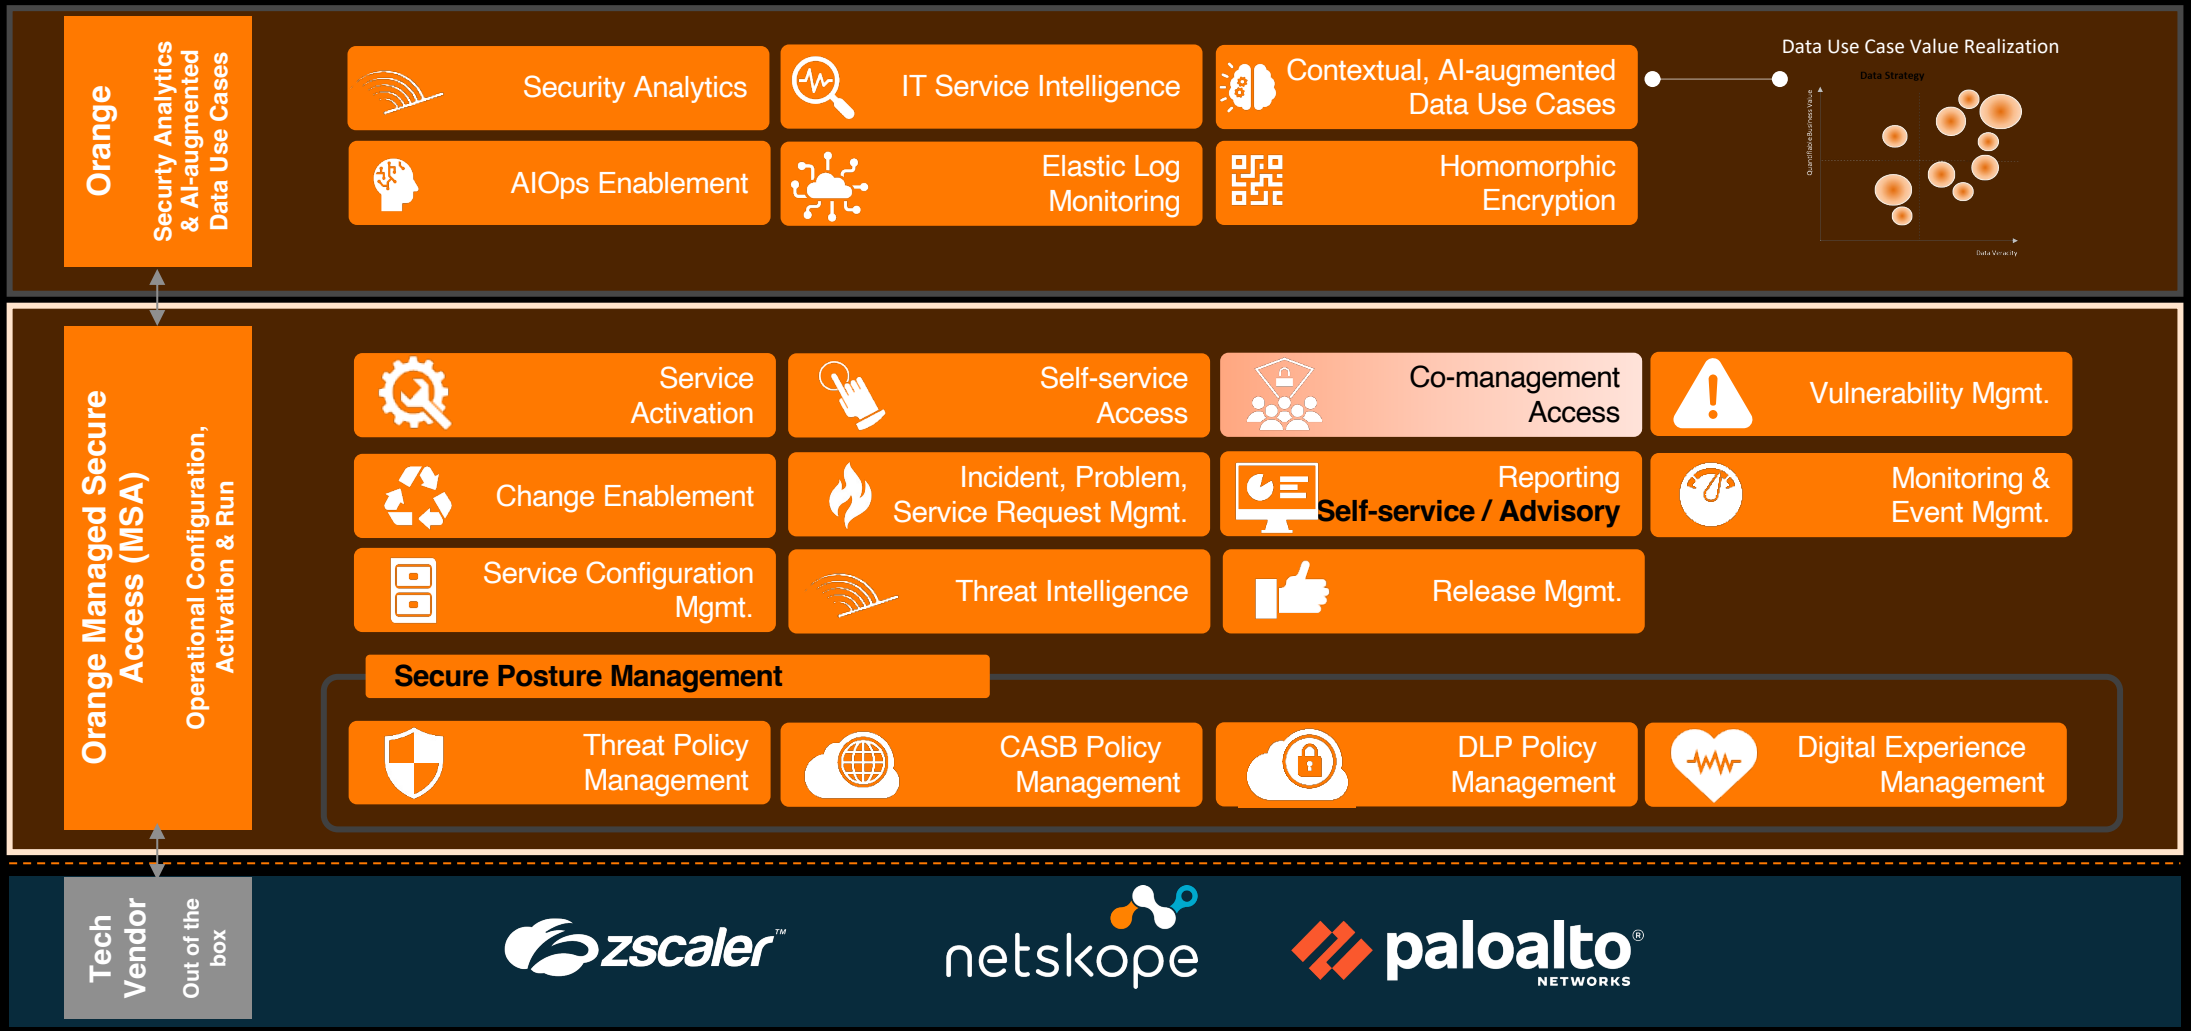 Orange
Security Analytics
& AI-augmented
Data Use Cases
Security Analytics
IT Service Intelligence
Contextual, AI-augmented
Data Use Cases
AIOps Enablement
Elastic Log
Monitoring
Homomorphic
Encryption
Data Use Case Value Realization
Data Strategy
Quantifiable Business Value
Data Veracity
Orange Managed Secure
Access (MSA)
Operational Configuration,
Activation & Run
Service
Activation
Self-service
Access
Co-management
Access
Vulnerability Mgmt.
Change Enablement
Incident, Problem,
Service Request Mgmt.
Reporting
Self-service / Advisory
Monitoring &
Event Mgmt.
Service Configuration
Mgmt.
Threat Intelligence
Release Mgmt.
Secure Posture Management
Threat Policy
Management
CASB Policy
Management
DLP Policy
Management
Digital Experience
Management
Tech
Vendor
Out of the
box
zscaler™
netskope
paloalto®
NETWORKS